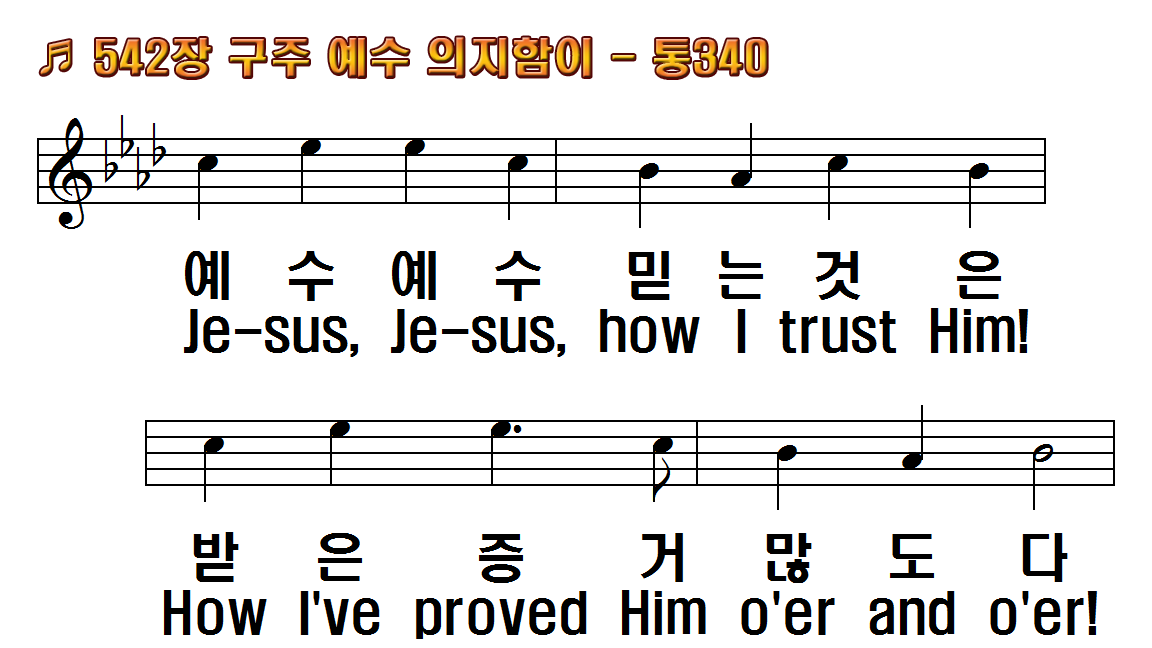 ♬ 542장 구주 예수 의지함이 - 통340
예 수 예 수 믿 는 것 은
Je-sus, Je-sus, how I trust Him!
받 은 증 거 많 도 다
How I've proved Him o'er and o'er!